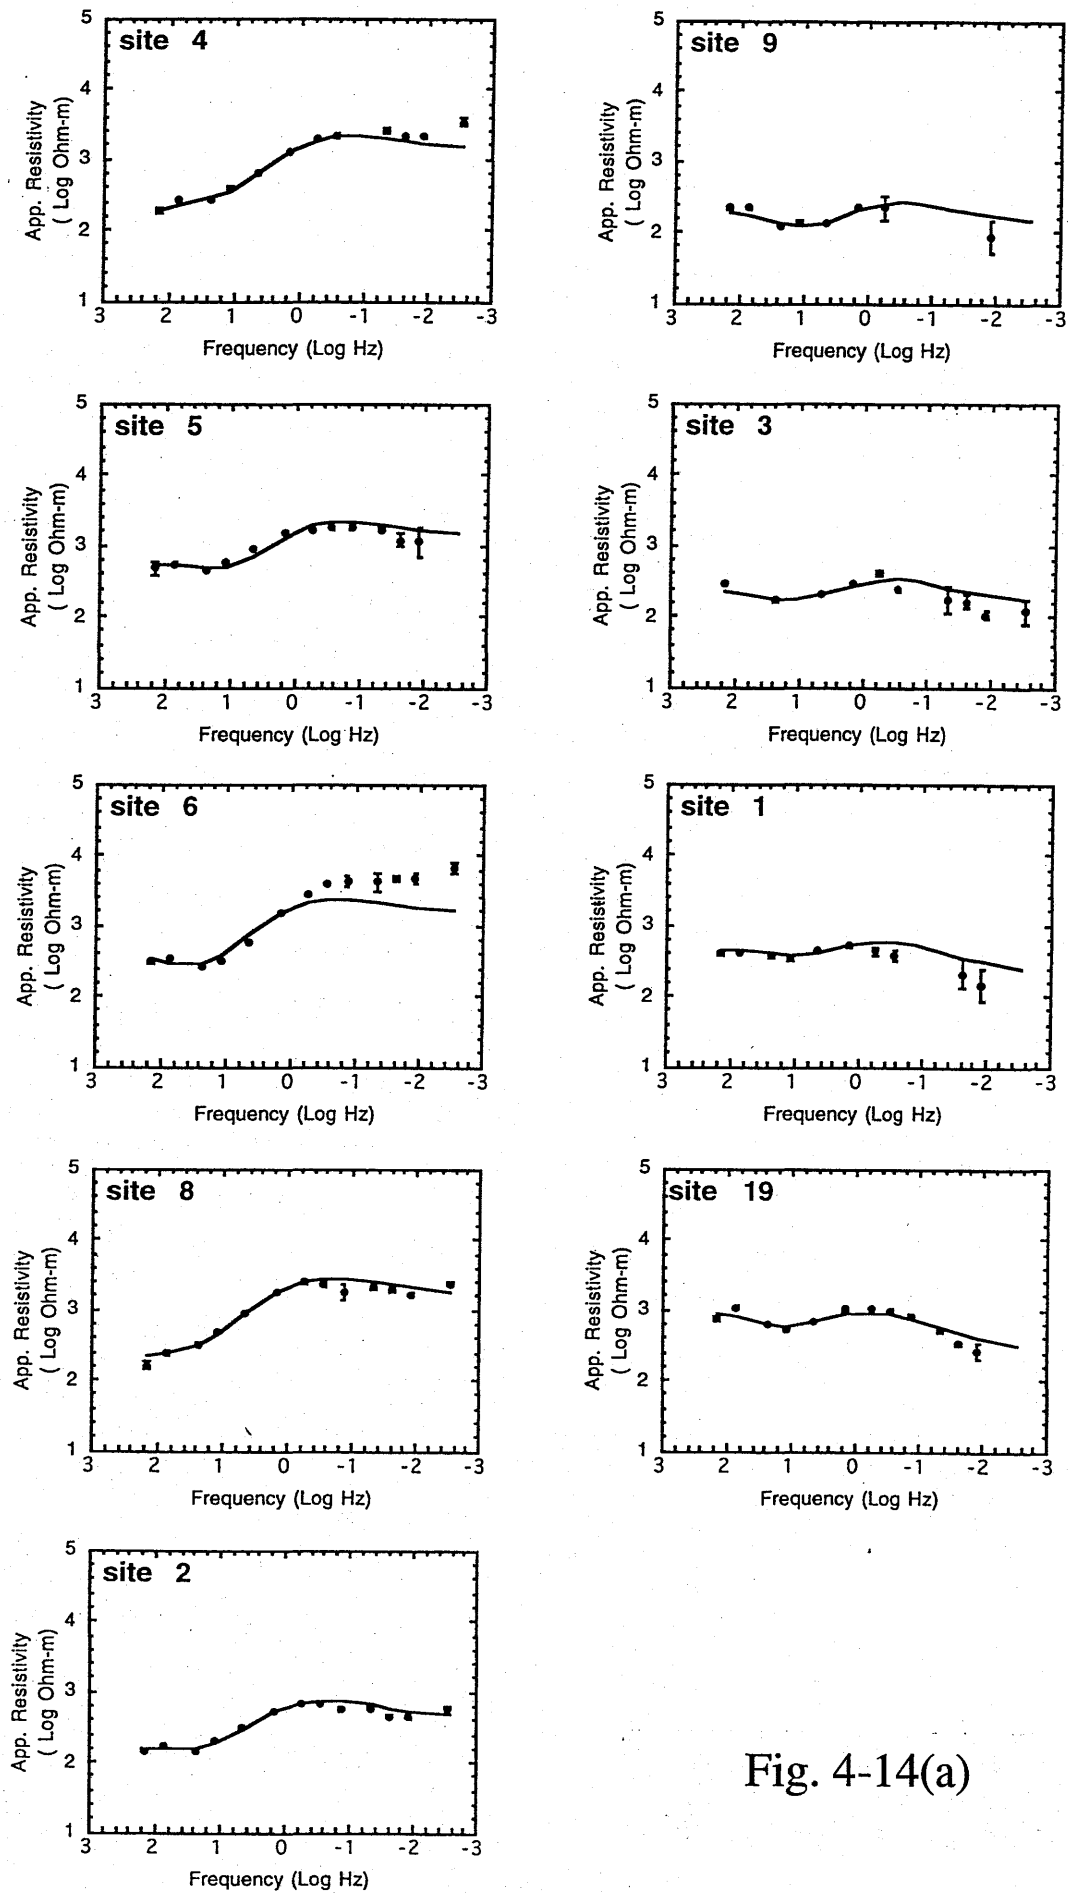 site 4
5
4
3
2
1
App. Resistivity
( Log Ohm-m)
3 2 1 0 -1 -2 -3
Frequency (Log Hz)
site 9
5
4
3
2
1
App. Resistivity
( Log Ohm-m)
3 2 1 0 -1 -2 -3
Frequency (Log Hz)
site 5
5
4
3
2
1
App. Resistivity
( Log Ohm-m)
3 2 1 0 -1 -2 -3
Frequency (Log Hz)
site 3
5
4
3
2
1
App. Resistivity
( Log Ohm-m)
3 2 1 0 -1 -2 -3
Frequency (Log Hz)
site 6
5
4
3
2
1
App. Resistivity
( Log Ohm-m)
3 2 1 0 -1 -2 -3
Frequency (Log Hz)
site 1
5
4
3
2
1
App. Resistivity
( Log Ohm-m)
3 2 1 0 -1 -2 -3
Frequency (Log Hz)
site 8
5
4
3
2
1
App. Resistivity
( Log Ohm-m)
3 2 1 0 -1 -2 -3
Frequency (Log Hz)
site 19
5
4
3
2
1
App. Resistivity
( Log Ohm-m)
3 2 1 0 -1 -2 -3
Frequency (Log Hz)
site 2
5
4
3
2
1
App. Resistivity
( Log Ohm-m)
3 2 1 0 -1 -2 -3
Frequency (Log Hz)
Fig. 4-14(a)